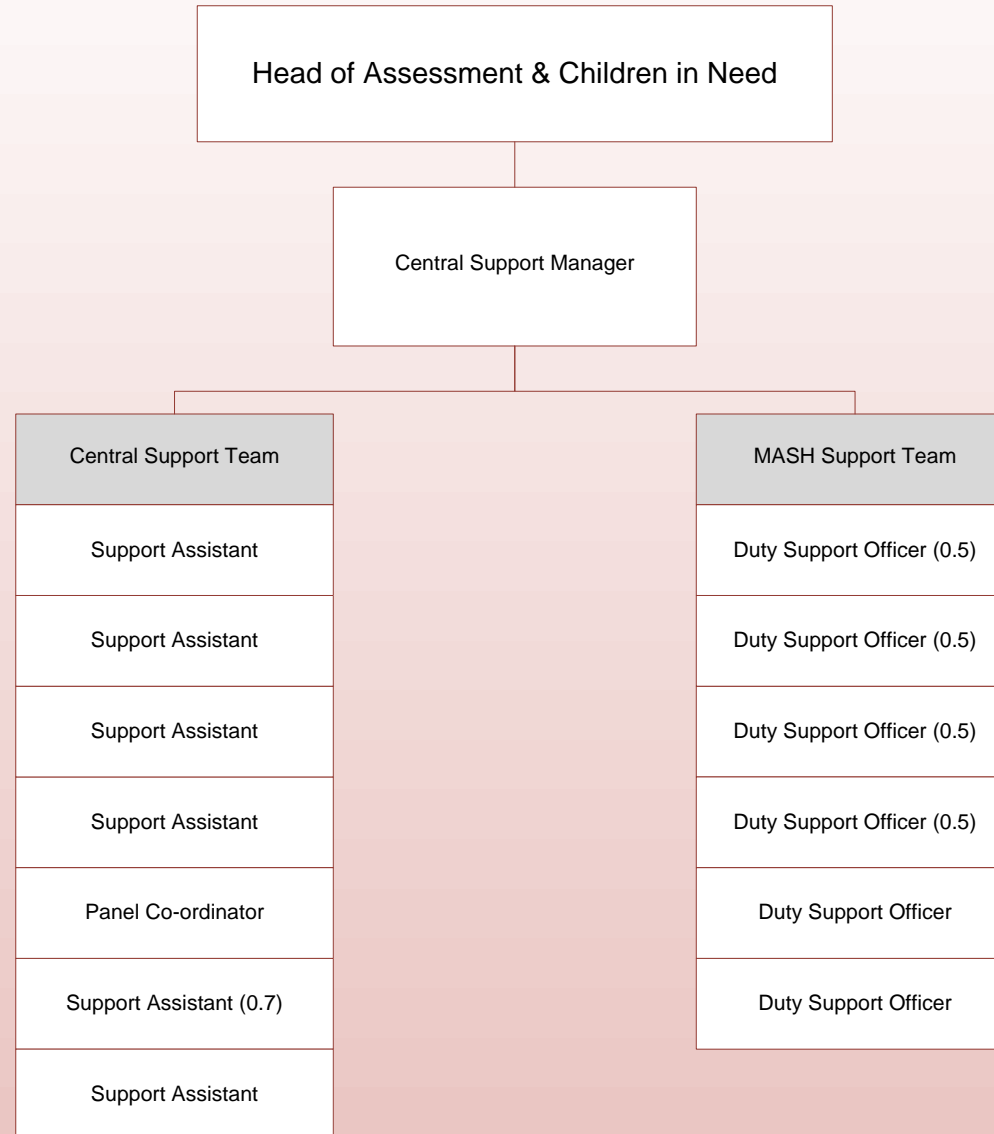 Head of Assessment & Children in Need
Central Support Manager
Central Support Team
Support Assistant
Support Assistant
Support Assistant
Support Assistant
Panel Co-ordinator
Support Assistant (0.7)
Support Assistant
MASH Support Team
Duty Support Officer (0.5)
Duty Support Officer (0.5)
Duty Support Officer (0.5)
Duty Support Officer (0.5)
Duty Support Officer
Duty Support Officer